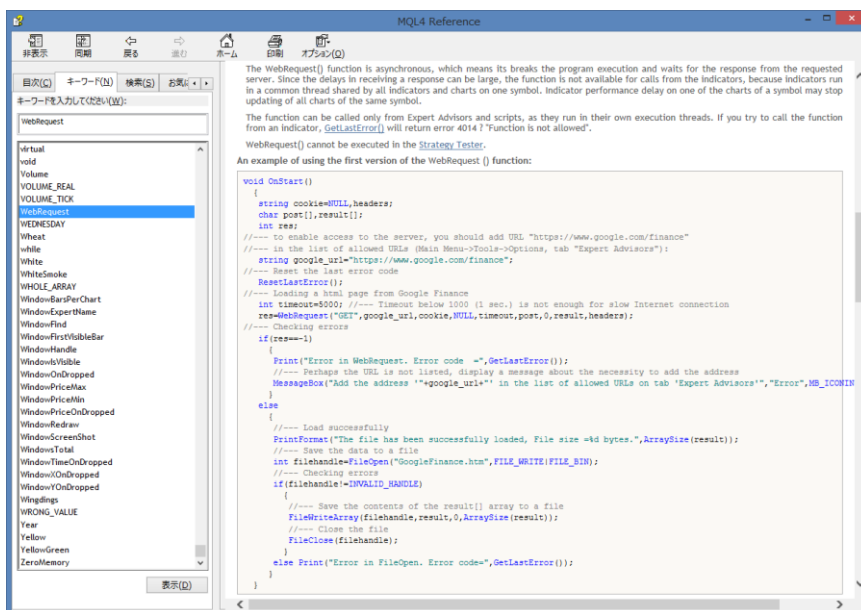 MQL4 Reference
非表示 同期 戻る 進む ホーム 印刷 オプション(O)
目次(C) キーワード(N) 検索(S) お気に
キーワードを入力してください(W):
WebRequest
virtual
void
Volume
VOLUME_REAL
VOLUME_TICK
WebRequest
WEDNESDAY
Wheat
while
White
WhiteSmoke
WHOLE_ARRAY
WindowBarsPerChart
WindowExpertName
WindowFind
WindowFirstVisibleBar
WindowHandle
WindowIsVisible
WindowOnDropped
WindowPriceMax
WindowPriceMin
WindowPriceOnDropped
WindowRedraw
WindowScreenShot
WindowsTotal
WindowTimeOnDropped
WindowXOnDropped
WindowYOnDropped
Wingdings
WRONG_VALUE
Year
Yellow
YellowGreen
ZeroMemory
表示(D)
The WebRequest() function is asynchronous, which means its breaks the program execution and waits for the response from the requested
server. Since the delays in receiving a response can be large, the function is not available for calls from the indicators, because indicators run
in a common thread shared by all indicators and charts on one symbol. Indicator performance delay on one of the charts of a symbol may stop
updating of all charts of the same symbol.
The function can be called only from Expert Advisors and scripts, as they run in their own execution threads. If you try to call the function
from an indicator, GetLastError() will return error 4014 ? "Function is not allowed".
WebRequest() cannot be executed in the Strategy Tester.
An example of using the first version of the WebRequest () function:
void OnStart()
{
string cookie=NULL,headers;
char post[],result[];
int res;
//--- to enable access to the server, you should add URL "https://www.google.com/finance"
//--- in the list of allowed URLs (Main Menu->Tools->Options, tab "Expert Advisors"):
string google_url="https://www.google.com/finance";
//--- Reset the last error code
ResetLastError();
//--- Loading a html page from Google Finance
int timeout=5000; //--- Timeout below 1000 (1 sec.) is not enough for slow Internet connection
res=WebRequest("GET",google_url,cookie,NULL,timeout,post,0,result,headers);
//--- Checking errors
if(res==-1)
{
Print("Error in WebRequest. Error code  =",GetLastError());
//--- Perhaps the URL is not listed, display a message about the necessity to add the address
MessageBox("Add the address '"+google_url+"' in the list of allowed URLs on tab 'Expert Advisors'","Error",MB_ICONIN
}
else
{
//--- Load successfully
PrintFormat("The file has been successfully loaded, File size =%d bytes.",ArraySize(result));
//--- Save the data to a file
int filehandle=FileOpen("GoogleFinance.htm",FILE_WRITE|FILE_BIN);
//--- Checking errors
if(filehandle!=INVALID_HANDLE)
{
//--- Save the contents of the result[] array to a file
FileWriteArray(filehandle,result,0,ArraySize(result));
//--- Close the file
FileClose(filehandle);
}
else Print("Error in FileOpen. Error code=",GetLastError());
}
}